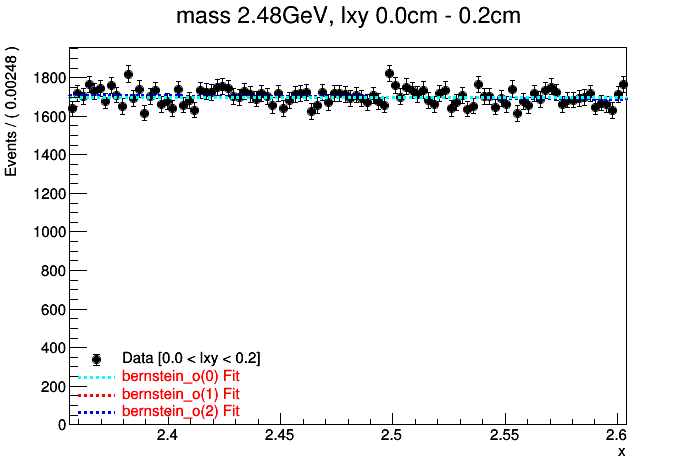 mass 2.48GeV, lxy 0.0cm - 0.2cm
Events / ( 0.00248 )
1800
1600
1400
1200
1000
800
600
400
200
0
Data [0.0 < lxy < 0.2]
bernstein_o(0) Fit
bernstein_o(1) Fit
bernstein_o(2) Fit
2.4 2.45 2.5 2.55 2.6
x